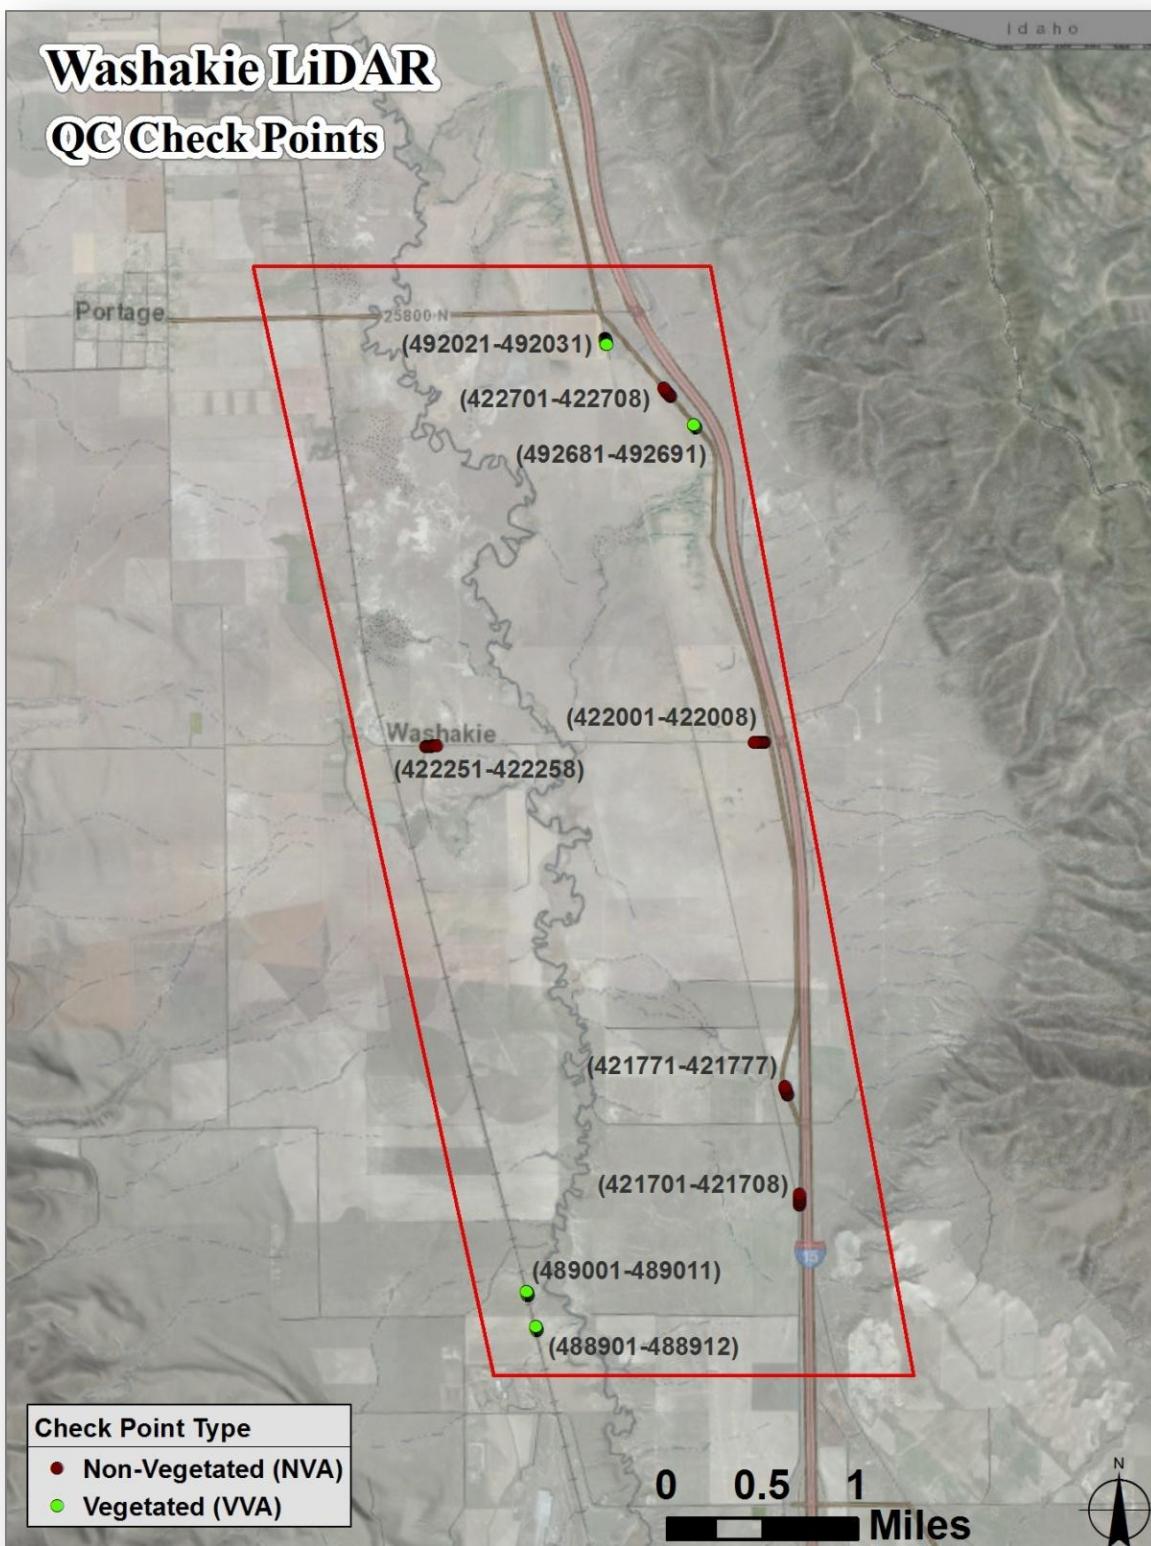 Idaho
Washakie LiDAR
QC Check Points
Portage
25800 N
(492021-492031)
(422701-422708)
(492681-492691)
(422001-422008)
Washakie
(422251-422258)
(421771-421777)
(421701-421708)
15
(489001-489011)
(488901-488912)
Check Point Type
Non-Vegetated (NVA)
Vegetated (VVA)
0 0.5 1
Miles
N